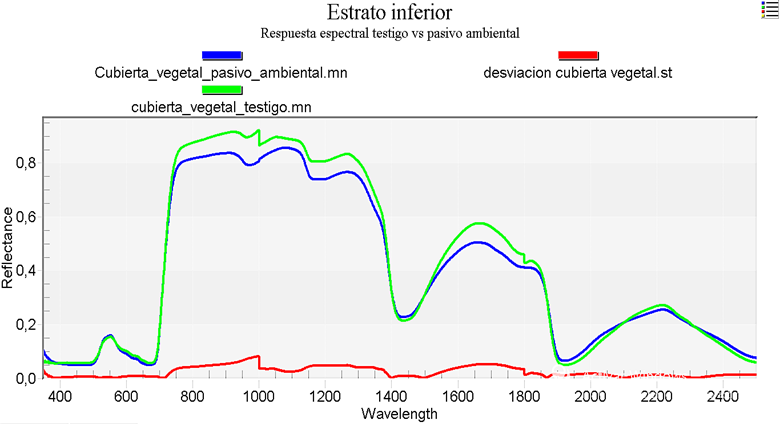 Estrato inferior
Respuesta espectral testigo vs pasivo ambiental
Cubierta_vegetal_pasivo_ambiental.mn
desviacion cubierta vegetal.st
cubierta_vegetal_testigo.mn
Reflectance
0,8
0,6
0,4
0,2
0,0
400 600 800 1000 1200 1400 1600 1800 2000 2200 2400
Wavelength